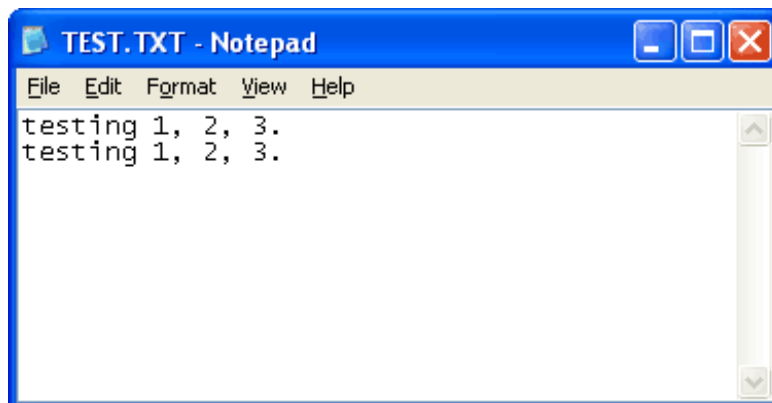 TEST.TXT - Notepad
File Edit Format View Help
testing 1, 2, 3.
testing 1, 2, 3.